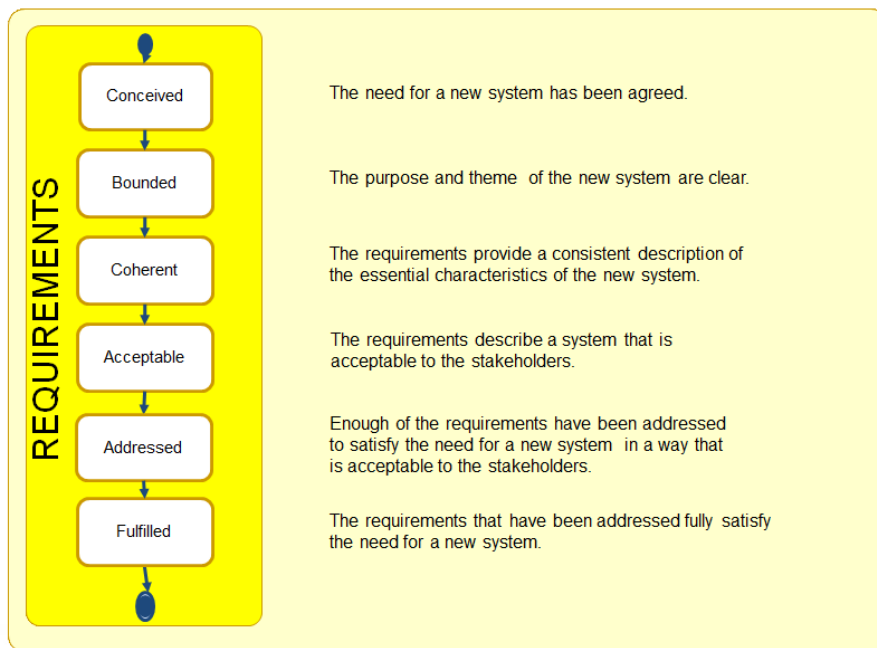 REQUIREMENTS
Conceived
The need for a new system has been agreed.
Bounded
The purpose and theme of the new system are clear.
Coherent
The requirements provide a consistent description of
the essential characteristics of the new system.
Acceptable
The requirements describe a system that is
acceptable to the stakeholders.
Addressed
Enough of the requirements have been addressed
to satisfy the need for a new system in a way that
is acceptable to the stakeholders.
Fulfilled
The requirements that have been addressed fully satisfy
the need for a new system.